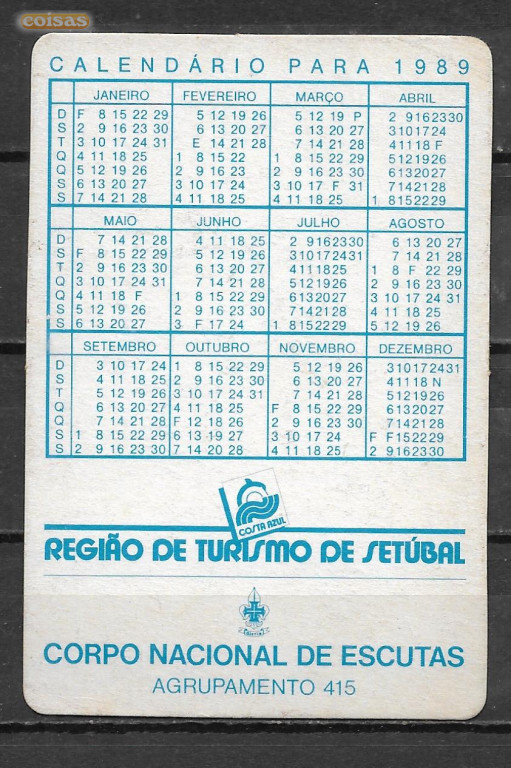 coisas
CALENDÁRIO PARA 1989
JANEIRO FEVEREIRO MARÇO ABRIL
D F 8 15 22 29 5 12 19 26 5 12 19 P 2 9 16 23 30
S 2 9 16 23 30 6 13 20 27 6 13 20 27 3 10 17 24
T 3 10 17 24 31 E 14 21 28 7 14 21 28 4 11 18 F
Q 4 11 18 25 1 8 15 22 1 8 15 22 29 5 12 19 26
Q 5 12 19 26 2 9 16 23 2 9 16 23 30 6 13 20 27
S 6 13 20 27 3 10 17 24 3 10 17 F 31 7 14 21 28
S 7 14 21 28 4 11 18 25 4 11 18 25 1 8 15 22 29
MAIO JUNHO JULHO AGOSTO
D 7 14 21 28 4 11 18 25 2 9 16 23 30 6 13 20 27
S F 8 15 22 29 5 12 19 26 3 10 17 24 31 7 14 21 28
T 2 9 16 23 30 6 13 20 27 4 11 18 25 1 8 F 22 29
Q 3 10 17 24 31 7 14 21 28 5 12 19 26 2 9 16 23 30
Q 4 11 18 F 1 8 15 22 29 6 13 20 27 3 10 17 24 31
S 5 12 19 26 2 9 16 23 30 7 14 21 28 4 11 18 25
S 6 13 20 27 3 F 17 24 1 8 15 22 29 5 12 19 26
SETEMBRO OUTUBRO NOVEMBRO DEZEMBRO
D 3 10 17 24 1 8 15 22 29 5 12 19 26 3 10 17 24 31
S 4 11 18 25 2 9 16 23 30 6 13 20 27 4 11 18 N
T 5 12 19 26 3 10 17 24 31 7 14 21 28 5 12 19 26
Q 6 13 20 27 4 11 18 25 F 8 15 22 29 6 13 20 27
Q 7 14 21 28 F 12 19 26 2 9 16 23 30 7 14 21 28
S 1 8 15 22 29 6 13 20 27 3 10 17 24 F F 15 22 29
S 2 9 16 23 30 7 14 21 28 4 11 18 25 2 9 16 23 30
COSTA AZUL
REGIÃO DE TURISMO DE SETÚBAL
CORPO NACIONAL DE ESCUTAS
AGRUPAMENTO 415